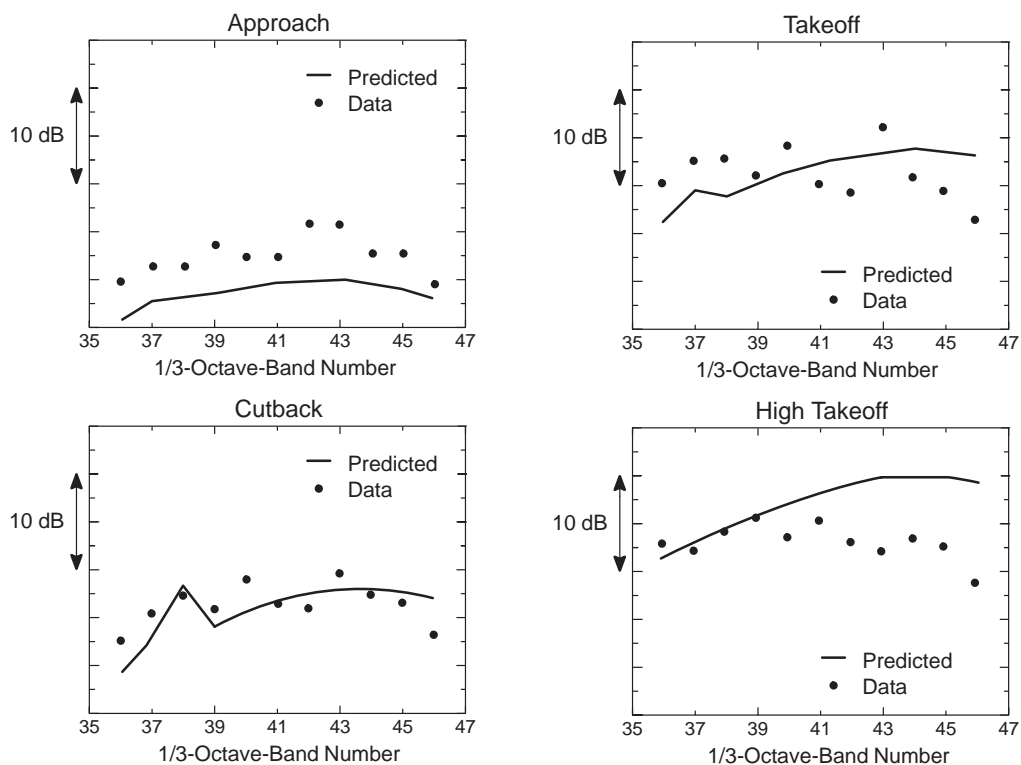 Approach
Predicted
Data
10 dB
35 37 39 41 43 45 47
1/3-Octave-Band Number
Takeoff
10 dB
Predicted
Data
35 37 39 41 43 45 47
1/3-Octave-Band Number
Cutback
Predicted
Data
10 dB
35 37 39 41 43 45 47
1/3-Octave-Band Number
High Takeoff
10 dB
Predicted
Data
35 37 39 41 43 45 47
1/3-Octave-Band Number